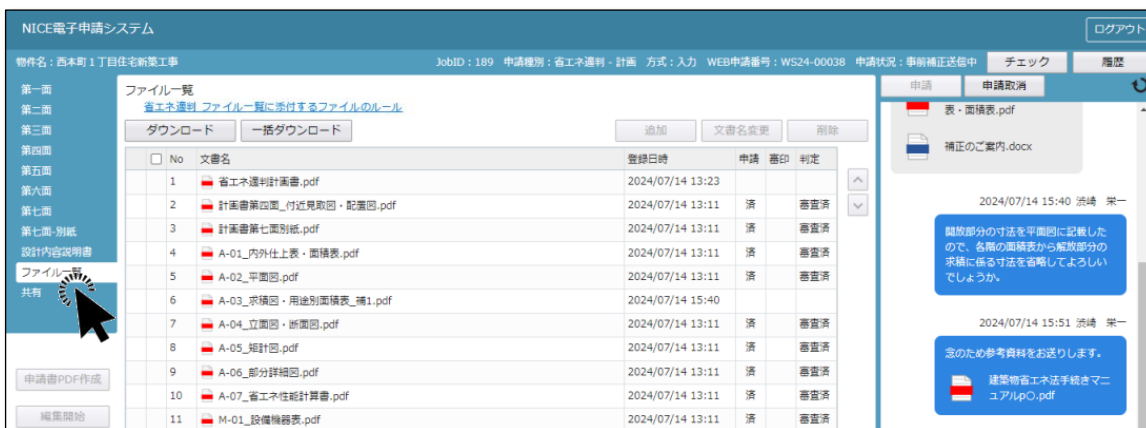 NICE電子申請システム
ログアウト
物件名：西本町１丁目住宅新築工事
JobID：189 申請種別：省エネ適判 - 計画 方式：入力 WEB申請番号：WS24-00038 申請状況：事前補正送信中
チェック
履歴
第一面
第二面
第三面
第四面
第五面
第六面
第七面
第七面-別紙
設計内容説明書
ファイル一覧
共有
申請書PDF作成
編集開始
ファイル一覧
省エネ適判_ファイル一覧に添付するファイルのルール
ダウンロード
一括ダウンロード
追加
文書名変更
削除
No 文書名 登録日時 申請 審印 判定
1 省エネ適判計画書.pdf 2024/07/14 13:23
2 計画書第四面_付近見取図・配置図.pdf 2024/07/14 13:11 済 審査済
3 計画書第七面別紙.pdf 2024/07/14 13:11 済 審査済
4 A-01_内外仕上表・面積表.pdf 2024/07/14 13:11 済 審査済
5 A-02_平面図.pdf 2024/07/14 13:11 済 審査済
6 A-03_求積図・用途別面積表_補1.pdf 2024/07/14 15:40
7 A-04_立面図・断面図.pdf 2024/07/14 13:11 済 審査済
8 A-05_矩計図.pdf 2024/07/14 13:11 済 審査済
9 A-06_部分詳細図.pdf 2024/07/14 13:11 済 審査済
10 A-07_省エネ性能計算書.pdf 2024/07/14 13:11 済 審査済
11 M-01_設備機器表.pdf 2024/07/14 13:11 済 審査済
申請
申請取消
表・面積表.pdf
補正のご案内.docx
2024/07/14 15:40 渋崎 栄一
開放部分の寸法を平面図に記載した
ので、各階の面積表から解放部分の
求積に係る寸法を省略してよろしい
でしょうか。
2024/07/14 15:51 渋崎 栄一
念のため参考資料をお送りします。
建築物省エネ法手続きマニ
ュアルp○.pdf